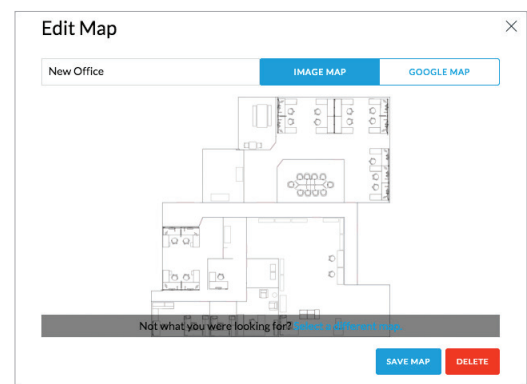 Edit Map
New Office
IMAGE MAP
GOOGLE MAP
Not what you were looking for? Select a different map.
SAVE MAP
DELETE